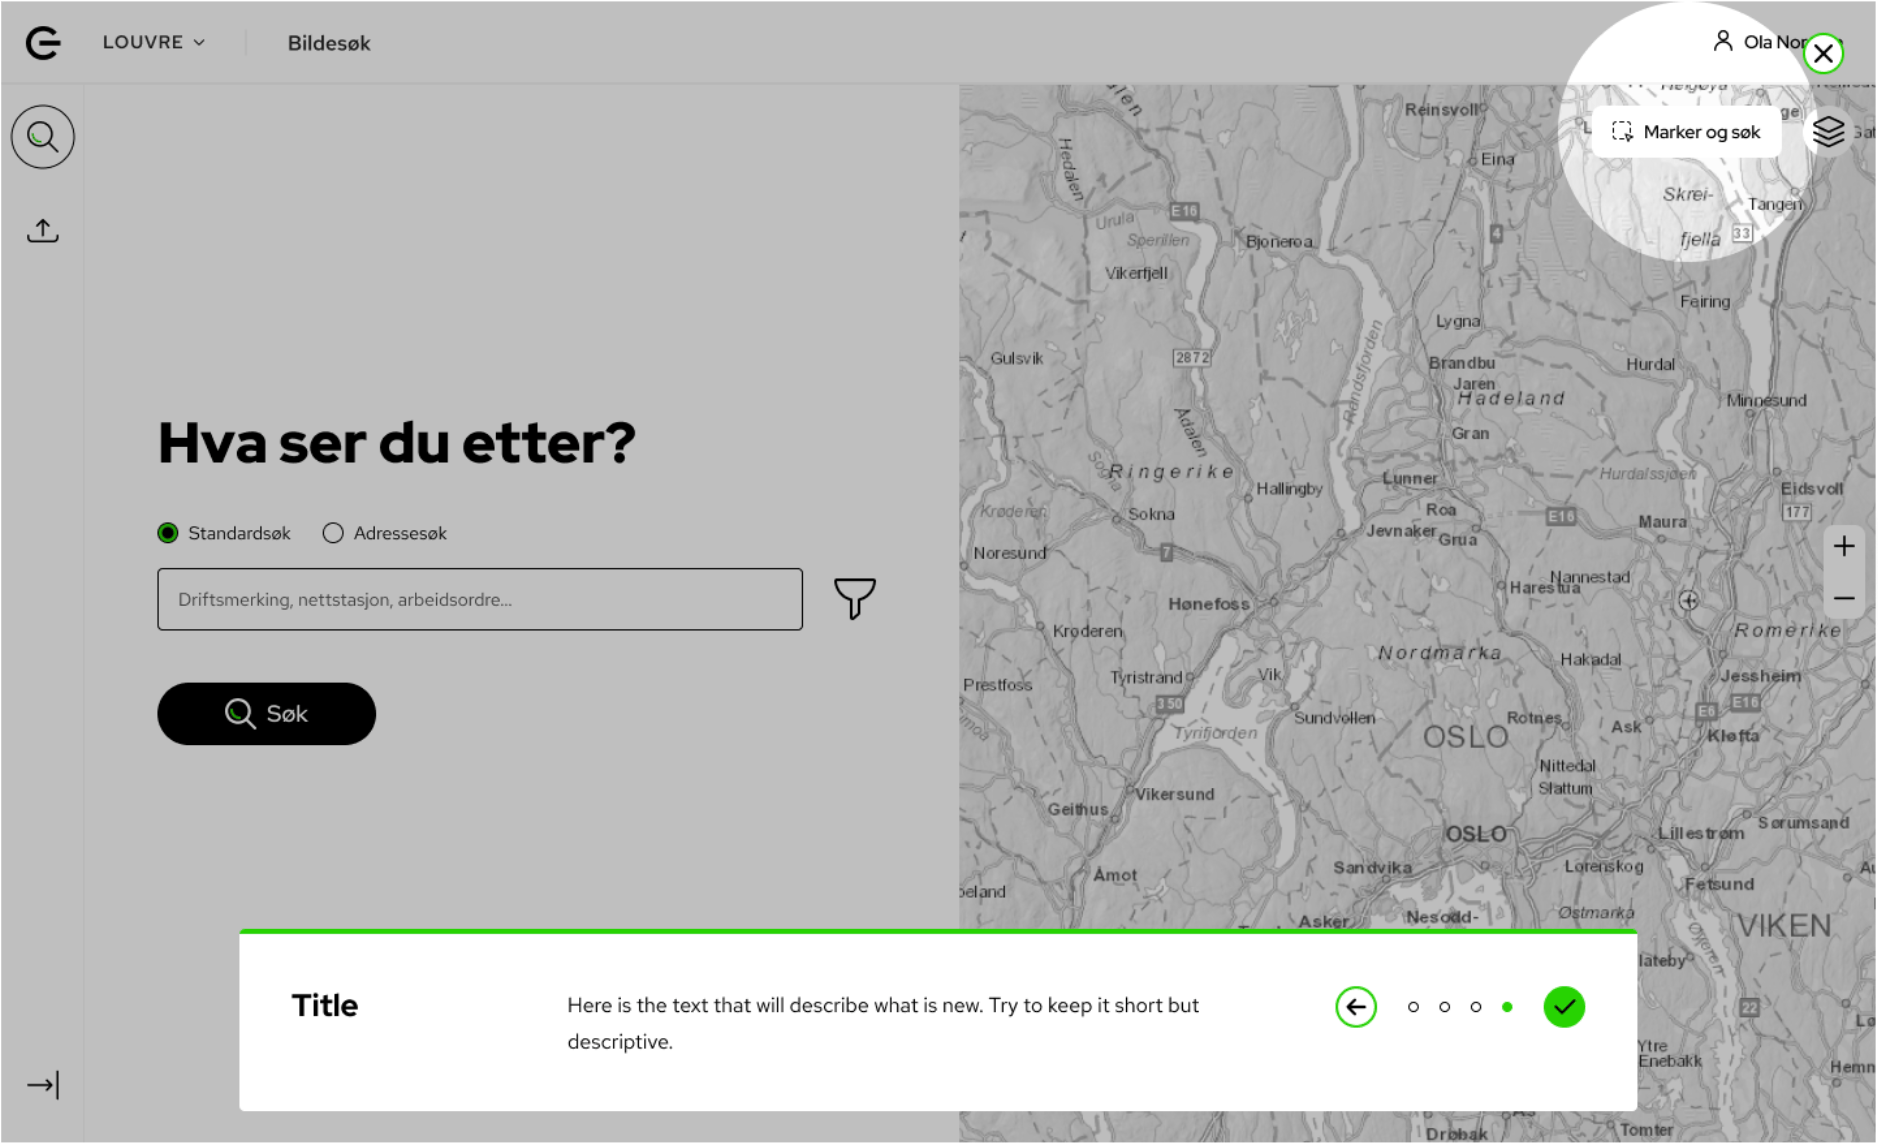 LOUVRE
Bildesøk
Marker og søk
Hva ser du etter?
Standardsøk
Adressesøk
Driftsmerking, nettstasjon, arbeidsordre...
Søk
Reinsvoll
Eina
Hedalen
Urula
E16
Sperillen
Bjoneroa
4
Vikerfjell
Skrei-
Tangen
fjella
33
Feiring
Lygna
Gulsvik
2872
Randsfjorden
Brandbu
Jaren
Hadeland
Hurdal
Minnesund
Gran
Ådalen
Sogna
Ringerike
Hallingby
Lunner
Hurdalssjøen
Eidsvoll
177
Krøderen
Sokna
Roa
E16
Maura
Jevnaker
Grua
Noresund
7
Nannestad
Harestua
Hønefoss
Krøderen
Romerike
Nordmarka
Hakadal
Tyristrand
Vik
Jessheim
Prestfoss
350
Sundvollen
Rotnes
E6
E16
Tyrifjorden
OSLO
Ask
Kløfta
Nittedal
Slattum
Vikersund
Geithus
OSLO
Lillestrøm
Sørumsand
Sandvika
Lørenskog
Åmot
Fetsund
Asker
Nesodd-
Østmarka
VIKEN
Øyeren
22
Ytre
Enebakk
Drøbak
Tomter
Title
Here is the text that will describe what is new. Try to keep it short but
descriptive.